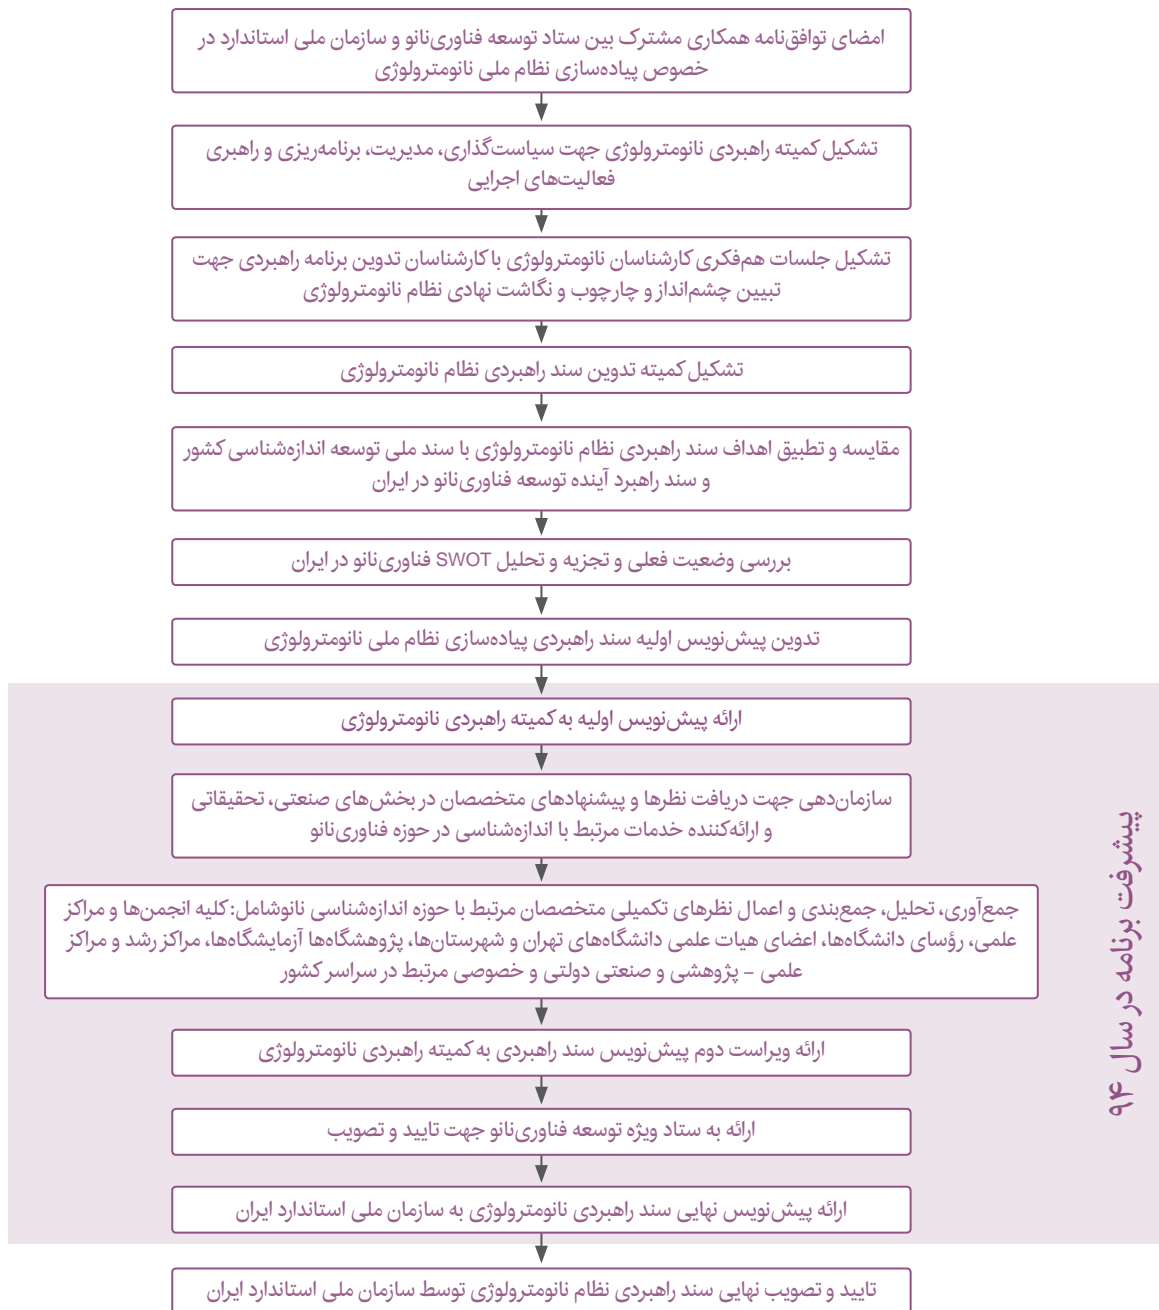 امضای توافق‌نامه همکاری مشترک بین ستاد توسعه فناوری‌نانو و سازمان ملی استاندارد در
خصوص پیاده‌سازی نظام ملی نانومترولوژی
تشکیل کمیته راهبردی نانومترولوژی جهت سیاست‌گذاری، مدیریت، برنامه‌ریزی و راهبری
فعالیت‌های اجرایی
تشکیل جلسات هم‌فکری کارشناسان نانومترولوژی با کارشناسان تدوین برنامه راهبردی جهت
تبیین چشم‌انداز و چارچوب و نگاشت نهادی نظام نانومترولوژی
تشکیل کمیته تدوین سند راهبردی نظام نانومترولوژی
مقایسه و تطبیق اهداف سند راهبردی نظام نانومترولوژی با سند ملی توسعه اندازه‌شناسی کشور
و سند راهبرد آینده توسعه فناوری‌نانو در ایران
بررسی وضعیت فعلی و تجزیه و تحلیل SWOT فناوری‌نانو در ایران
تدوین پیش‌نویس اولیه سند راهبردی پیاده‌سازی نظام ملی نانومترولوژی
ارائه پیش‌نویس اولیه به کمیته راهبردی نانومترولوژی
سازمان‌دهی جهت دریافت نظرها و پیشنهادهای متخصصان در بخش‌های صنعتی، تحقیقاتی
و ارائه‌کننده خدمات مرتبط با اندازه‌شناسی در حوزه فناوری‌نانو
جمع‌آوری، تحلیل، جمع‌بندی و اعمال نظرهای تکمیلی متخصصان مرتبط با حوزه اندازه‌شناسی نانوشامل: کلیه انجمن‌ها و مراکز
علمی، رؤسای دانشگاه‌ها، اعضای هیات علمی دانشگاه‌های تهران و شهرستان‌ها، پژوهشگاه‌ها آزمایشگاه‌ها، مراکز رشد و مراکز
علمی - پژوهشی و صنعتی دولتی و خصوصی مرتبط در سراسر کشور
ارائه ویراست دوم پیش‌نویس سند راهبردی به کمیته راهبردی نانومترولوژی
ارائه به ستاد ویژه توسعه فناوری‌نانو جهت تایید و تصویب
ارائه پیش‌نویس نهایی سند راهبردی نانومترولوژی به سازمان ملی استاندارد ایران
تایید و تصویب نهایی سند راهبردی نظام نانومترولوژی توسط سازمان ملی استاندارد ایران
پیشرفت برنامه در سال ۹۴